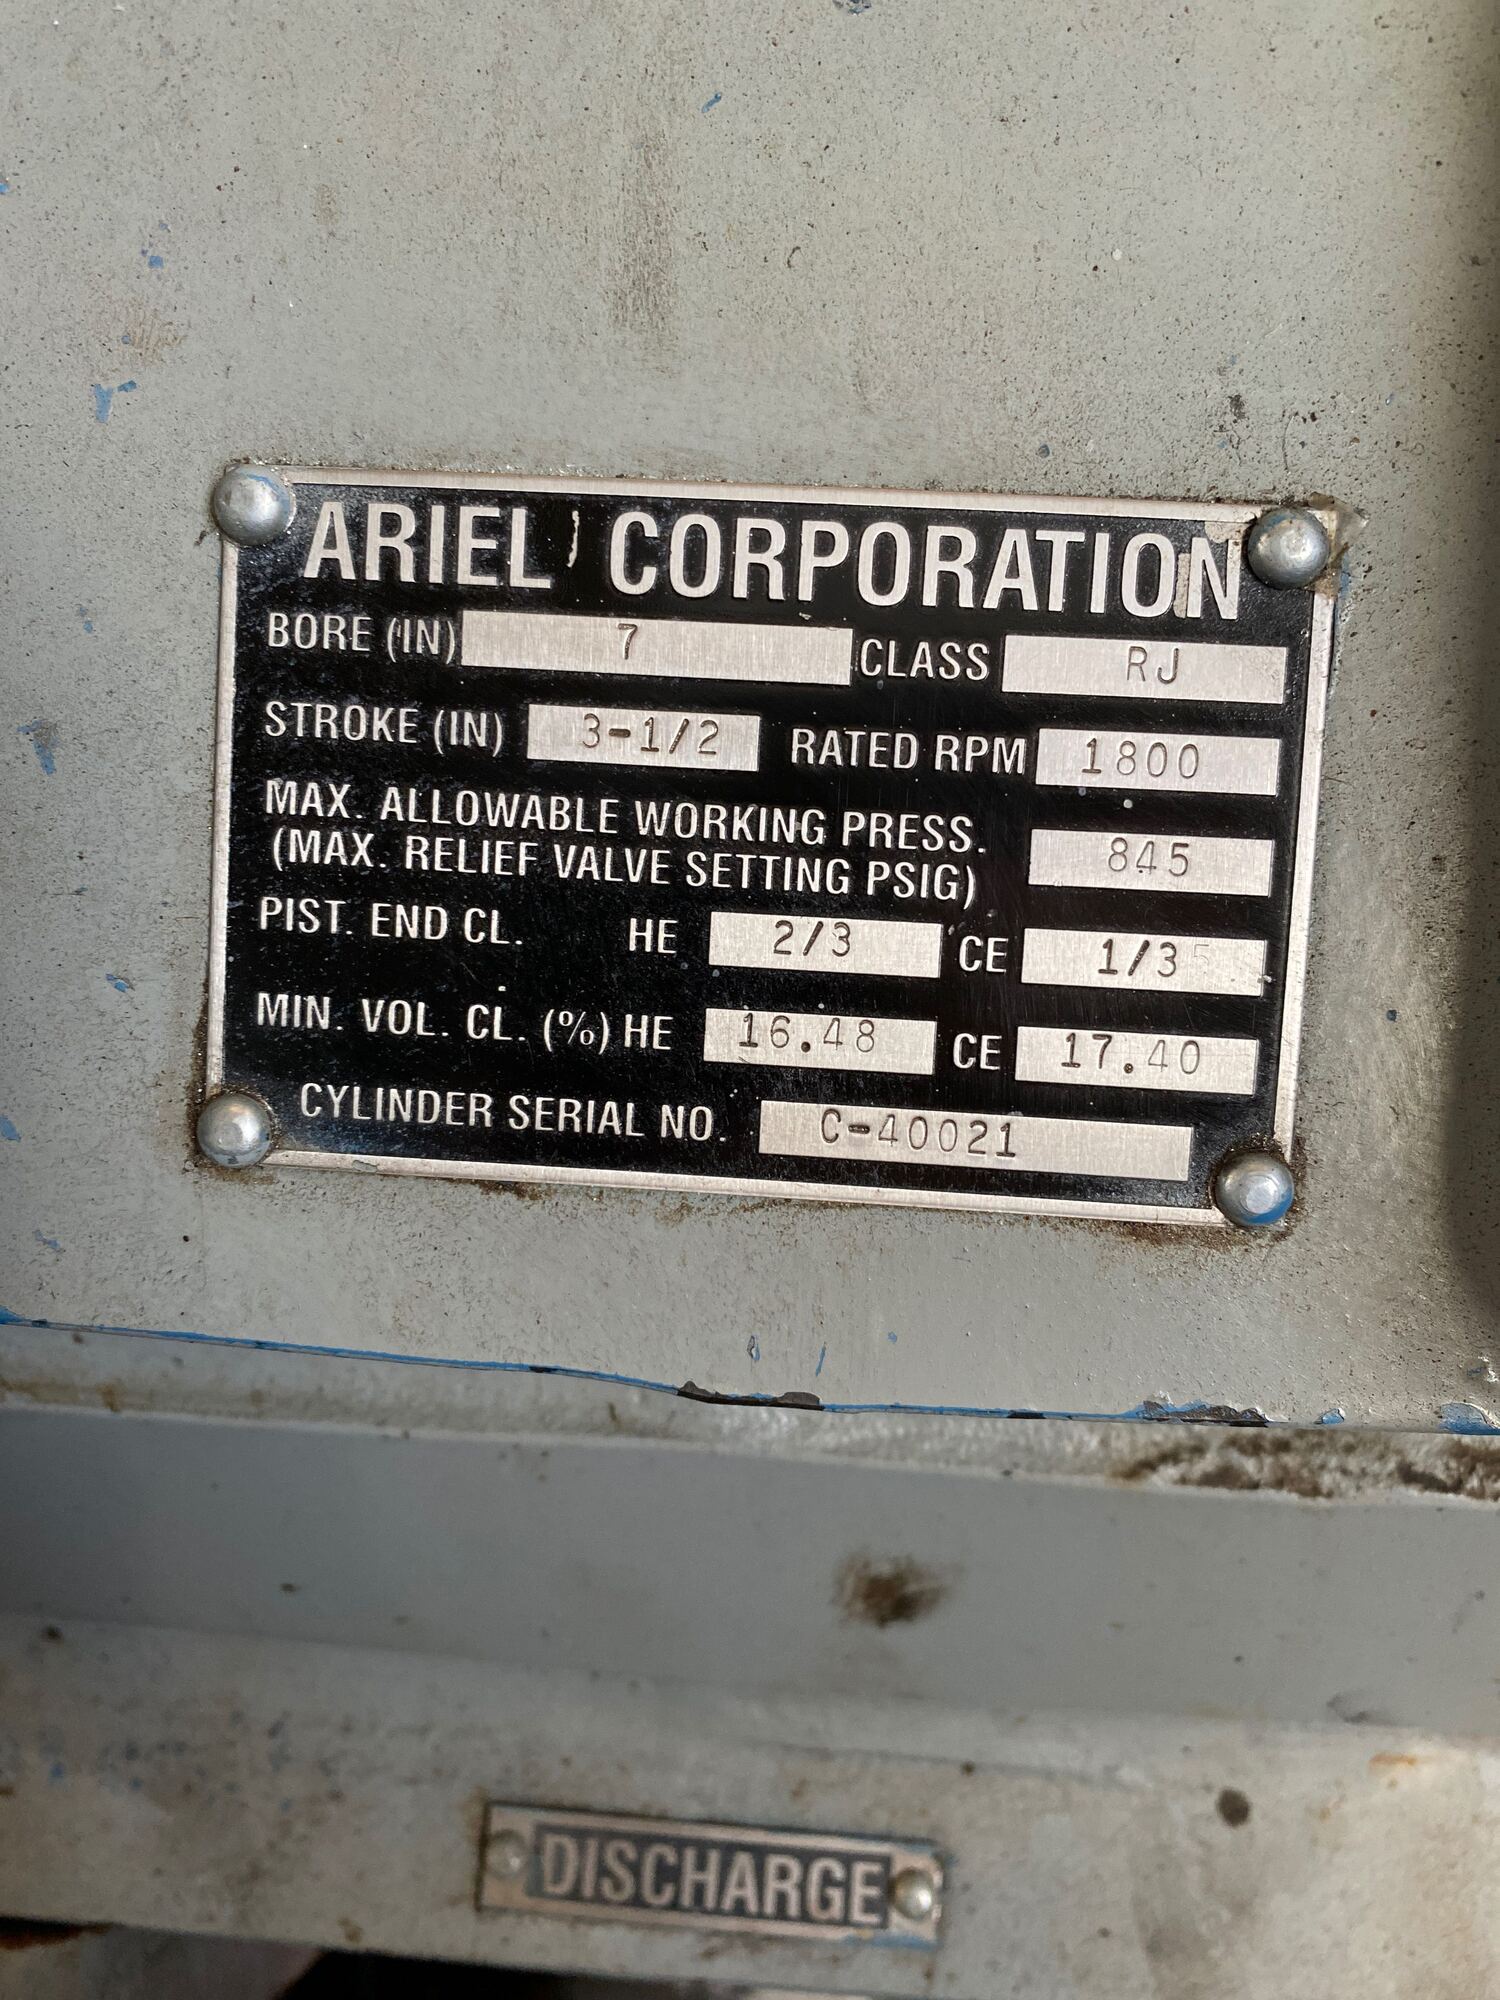 ARIEL CORPORATION
BORE (IN) 7 CLASS RJ
STROKE (IN) 3-1/2 RATED RPM 1800
MAX. ALLOWABLE WORKING PRESS.
(MAX. RELIEF VALVE SETTING PSIG) 845
PIST. END CL. HE 2/3 CE 1/3
MIN. VOL. CL. (%) HE 16.48 CE 17.40
CYLINDER SERIAL NO. C-40021
DISCHARGE